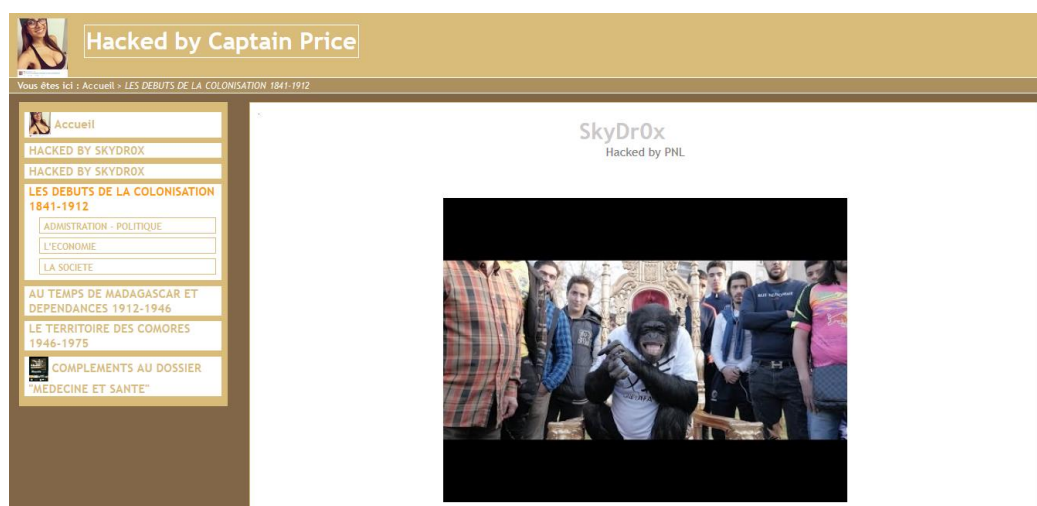 Hacked by Captain Price
Vous êtes ici : Accueil > LES DEBUTS DE LA COLONISATION 1841-1912
Accueil
HACKED BY SKYDR0X
HACKED BY SKYDR0X
LES DEBUTS DE LA COLONISATION
1841-1912
ADMISTRATION - POLITIQUE
L'ECONOMIE
LA SOCIETE
AU TEMPS DE MADAGASCAR ET
DEPENDANCES 1912-1946
LE TERRITOIRE DES COMORES
1946-1975
COMPLEMENTS AU DOSSIER
"MEDECINE ET SANTE"
SkyDr0x
Hacked by PNL